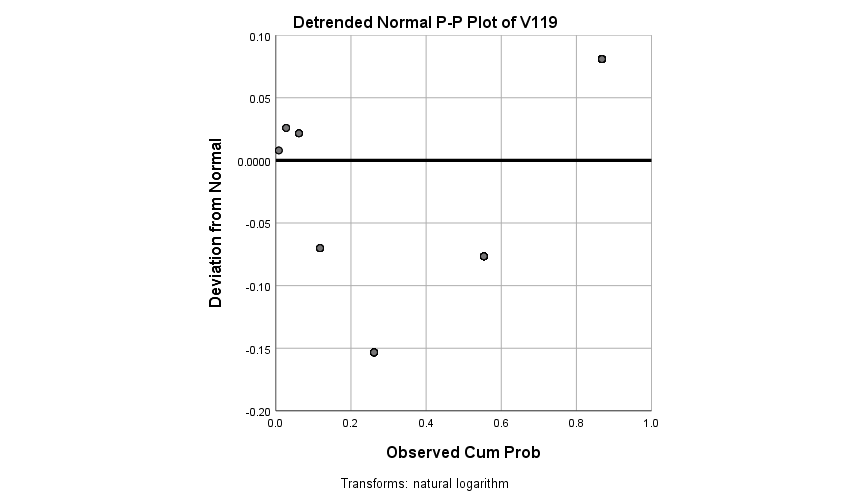 Detrended Normal P-P Plot of V119
Deviation from Normal
0.10
0.05
0.0000
-0.05
-0.10
-0.15
-0.20
0.0 0.2 0.4 0.6 0.8 1.0
Observed Cum Prob
Transforms: natural logarithm